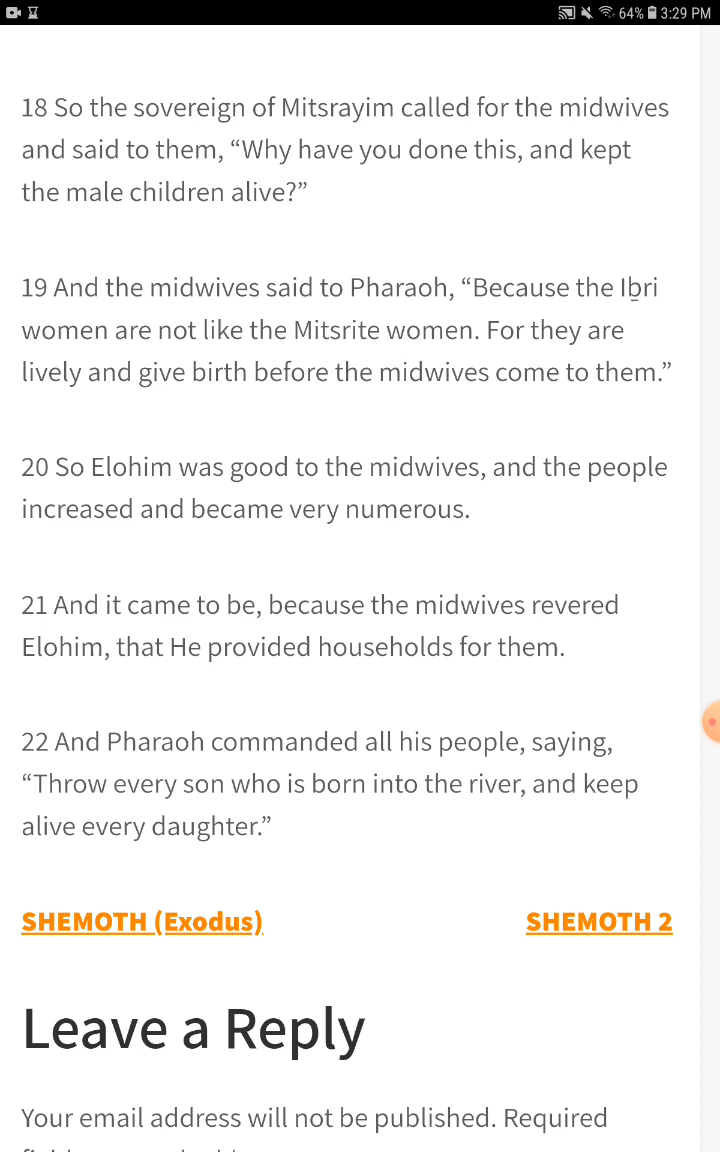 64% 3:29 PM
18 So the sovereign of Mitsrayim called for the midwives
and said to them, “Why have you done this, and kept
the male children alive?”
19 And the midwives said to Pharaoh, “Because the Iḇri
women are not like the Mitsrite women. For they are
lively and give birth before the midwives come to them.”
20 So Elohim was good to the midwives, and the people
increased and became very numerous.
21 And it came to be, because the midwives revered
Elohim, that He provided households for them.
22 And Pharaoh commanded all his people, saying,
“Throw every son who is born into the river, and keep
alive every daughter.”
SHEMOTH (Exodus) SHEMOTH 2
Leave a Reply
Your email address will not be published. Required